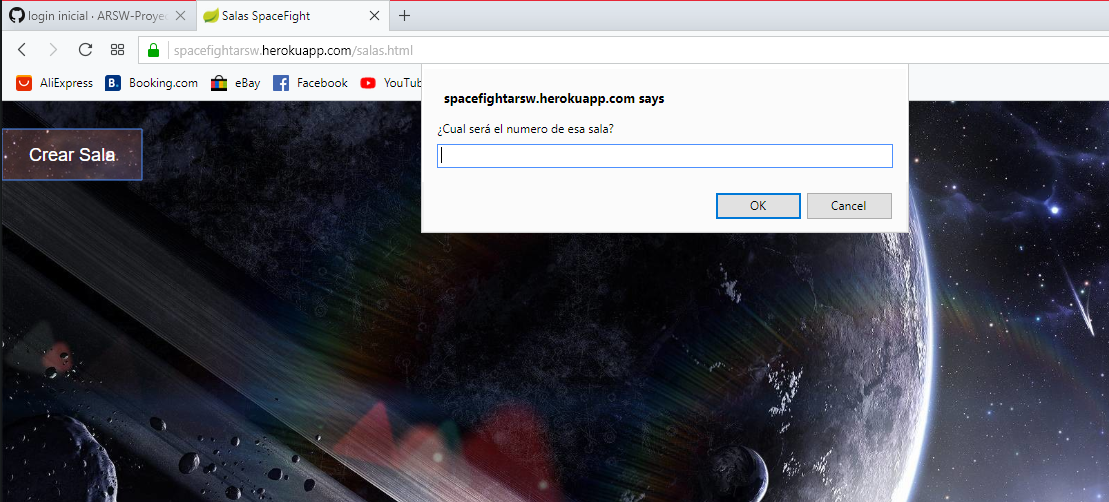 login inicial · ARSW-Proye
Salas SpaceFight
spacefightarsw.herokuapp.com/salas.html
AliExpress
B. Booking.com
eBay
Facebook
YouTub
spacefightarsw.herokuapp.com says
¿Cual será el numero de esa sala?
OK
Cancel
Crear Sala